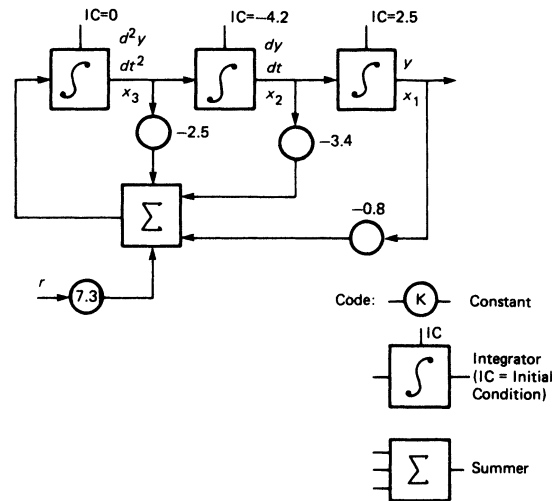 IC=0
IC=−4.2
IC=2.5
d²y
dt²
x₃
dy
dt
x₂
y
x₁
∫
∫
∫
−2.5
−3.4
−0.8
Σ
r
7.3
Code:
K
Constant
IC
∫
Integrator
(IC = Initial
Condition)
Σ
Summer